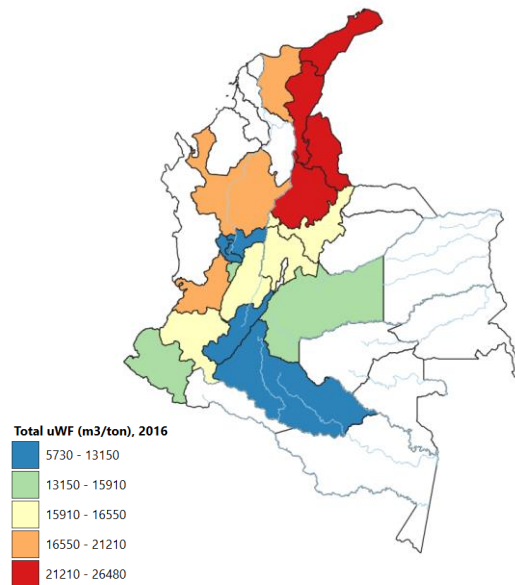 Total uWF (m3/ton), 2016
5730 - 13150
13150 - 15910
15910 - 16550
16550 - 21210
21210 - 26480